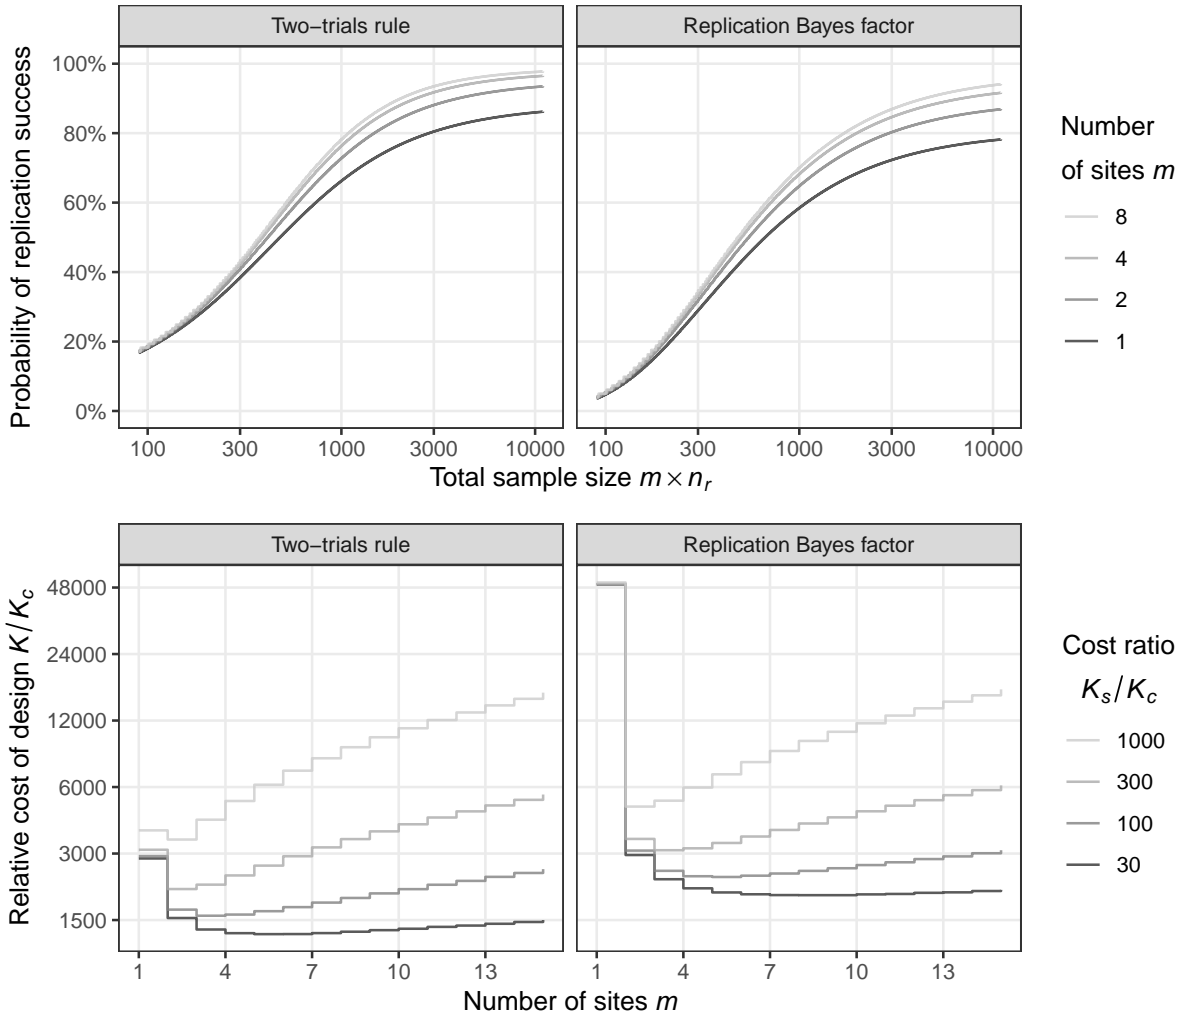 Two−trials rule
Replication Bayes factor
Probability of replication success
100%
80%
60%
40%
20%
0%
100 300 1000 3000 10000
100 300 1000 3000 10000
Total sample size m × n_r
Number
of sites m
8
4
2
1
Two−trials rule
Replication Bayes factor
Relative cost of design K/K_c
48000
24000
12000
6000
3000
1500
1 4 7 10 13
1 4 7 10 13
Number of sites m
Cost ratio
K_s/K_c
1000
300
100
30